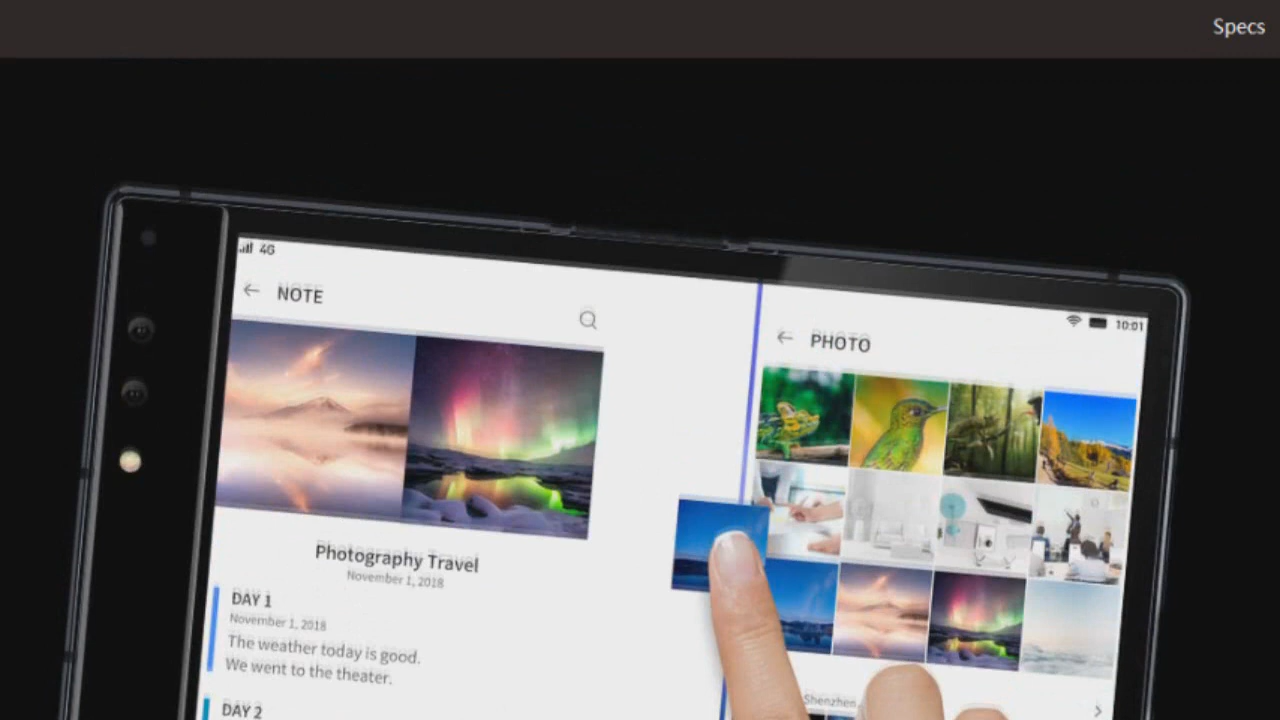 Specs
4G
NOTE
10:01
PHOTO
Photography Travel
November 1, 2018
DAY 1
November 1, 2018
The weather today is good.
We went to the theater.
Shenzhen
DAY 2